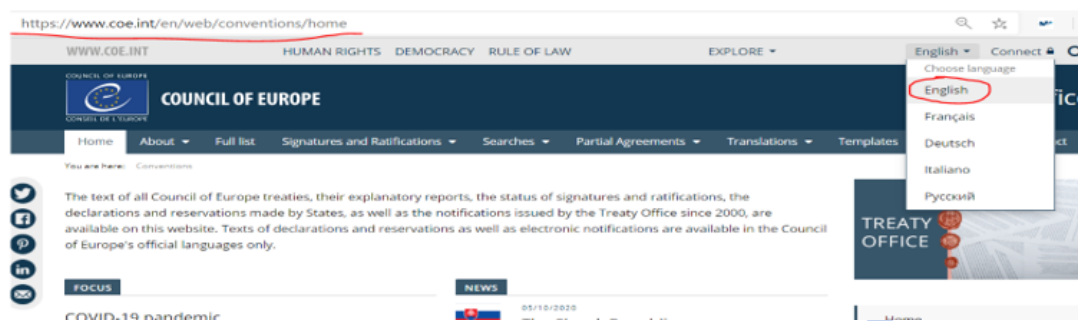 https://www.coe.int/en/web/conventions/home
WWW.COE.INT HUMAN RIGHTS DEMOCRACY RULE OF LAW EXPLORE English Connect
Choose language
English
Français
Deutsch
Italiano
Русский
COUNCIL OF EUROPE
CONSEIL DE L'EUROPE
COUNCIL OF EUROPE
Home About Full list Signatures and Ratifications Searches Partial Agreements Translations Templates
You are here: Conventions
The text of all Council of Europe treaties, their explanatory reports, the status of signatures and ratifications, the
declarations and reservations made by States, as well as the notifications issued by the Treaty Office since 2000, are
available on this website. Texts of declarations and reservations as well as electronic notifications are available in the Council
of Europe's official languages only.
TREATY
OFFICE
FOCUS
NEWS
05/10/2020
COVID-19 pandemic
Home